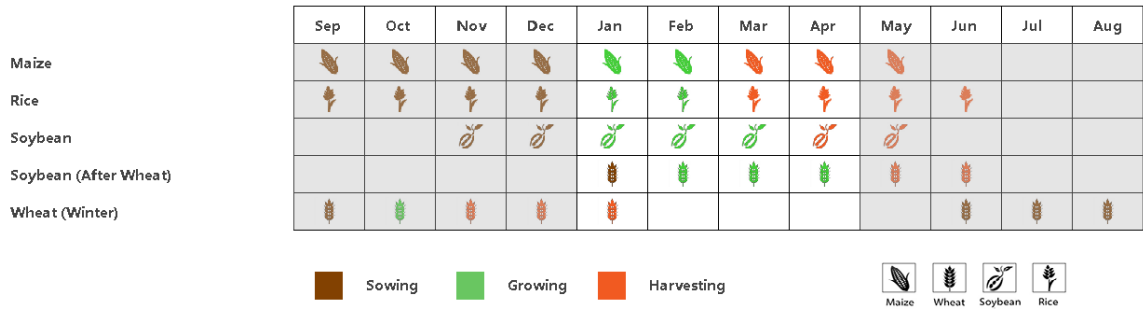 Sep Oct Nov Dec Jan Feb Mar Apr May Jun Jul Aug
Maize
Rice
Soybean
Soybean (After Wheat)
Wheat (Winter)
Sowing Growing Harvesting
Maize Wheat Soybean Rice